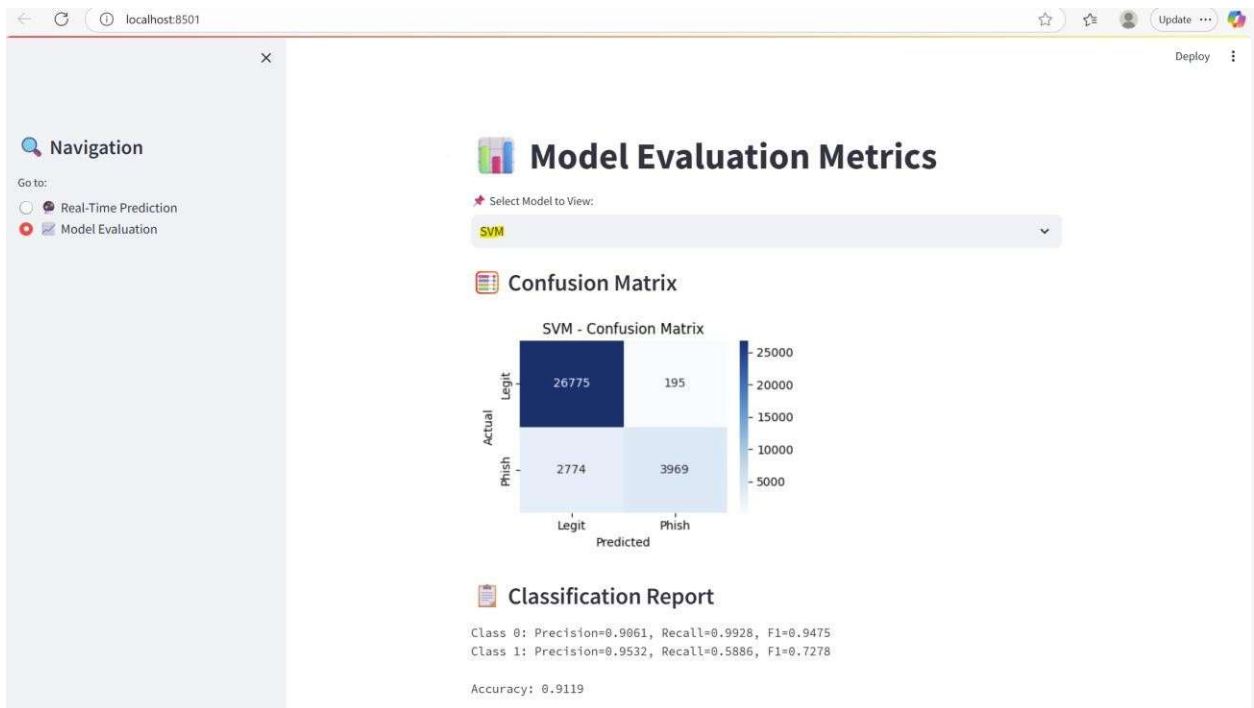 localhost:8501
Update
Deploy
Navigation
Go to:
Real-Time Prediction
Model Evaluation
Model Evaluation Metrics
Select Model to View:
SVM
Confusion Matrix
SVM - Confusion Matrix
Actual
Legit
Phish
26775 195
2774 3969
Legit Phish
Predicted
25000
20000
15000
10000
5000
Classification Report
Class 0: Precision=0.9061, Recall=0.9928, F1=0.9475
Class 1: Precision=0.9532, Recall=0.5886, F1=0.7278
Accuracy: 0.9119